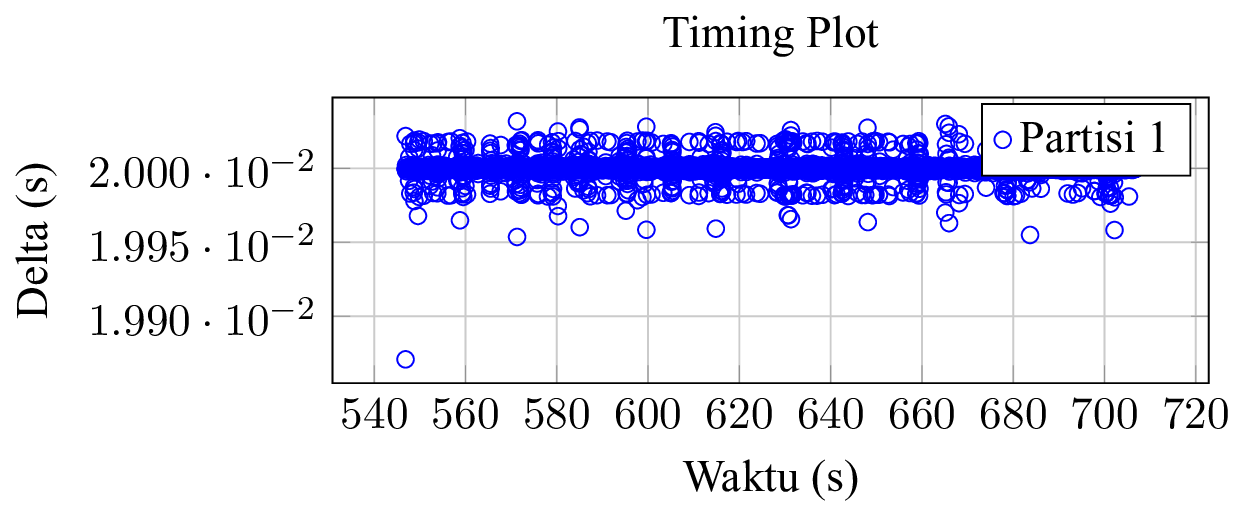 Timing Plot
Partisi 1
Delta (s)
2.000 · 10⁻²
1.995 · 10⁻²
1.990 · 10⁻²
540 560 580 600 620 640 660 680 700 720
Waktu (s)